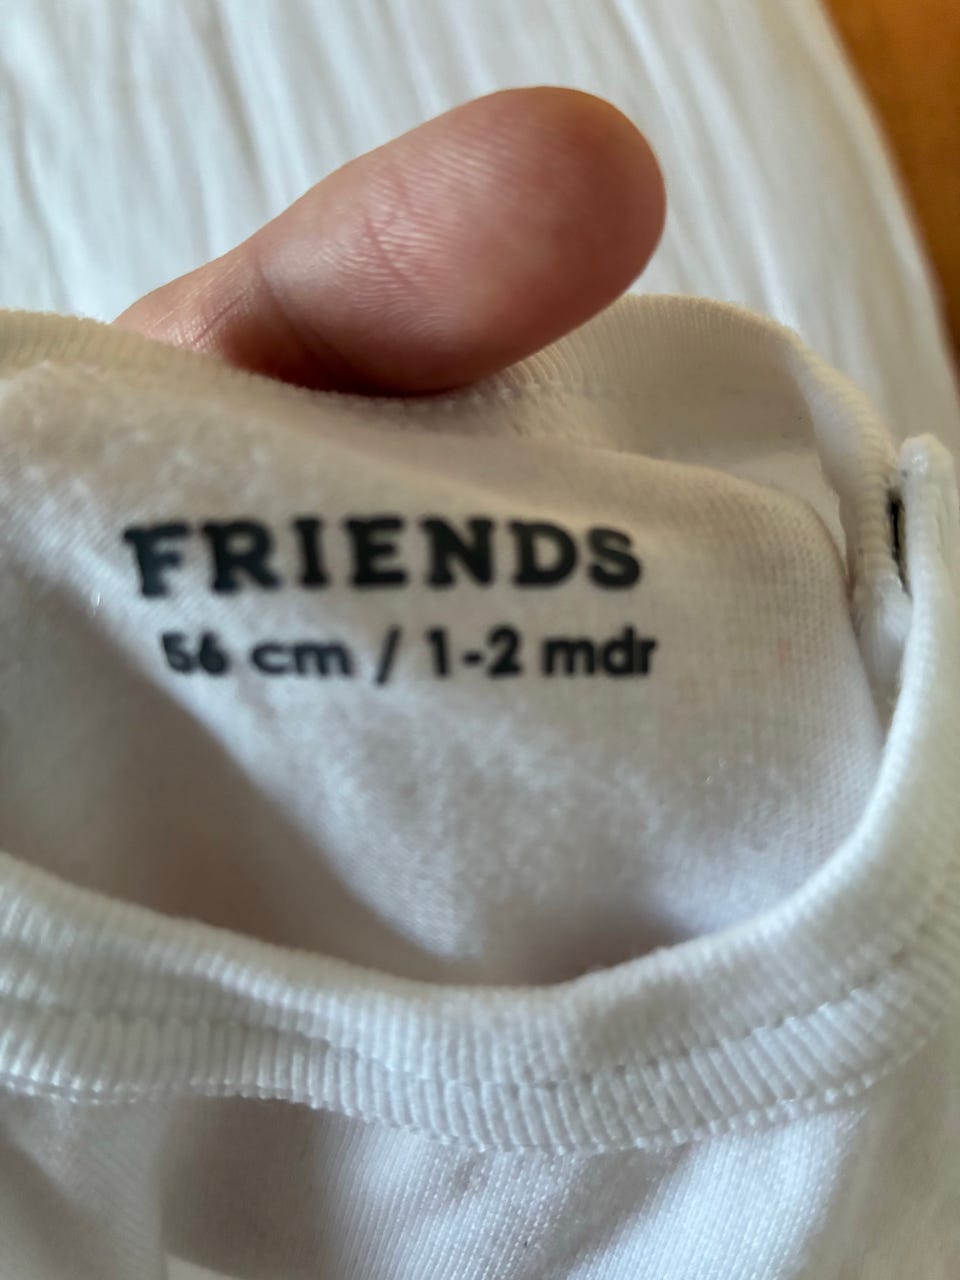 FRIENDS
56 cm / 1-2 mdr